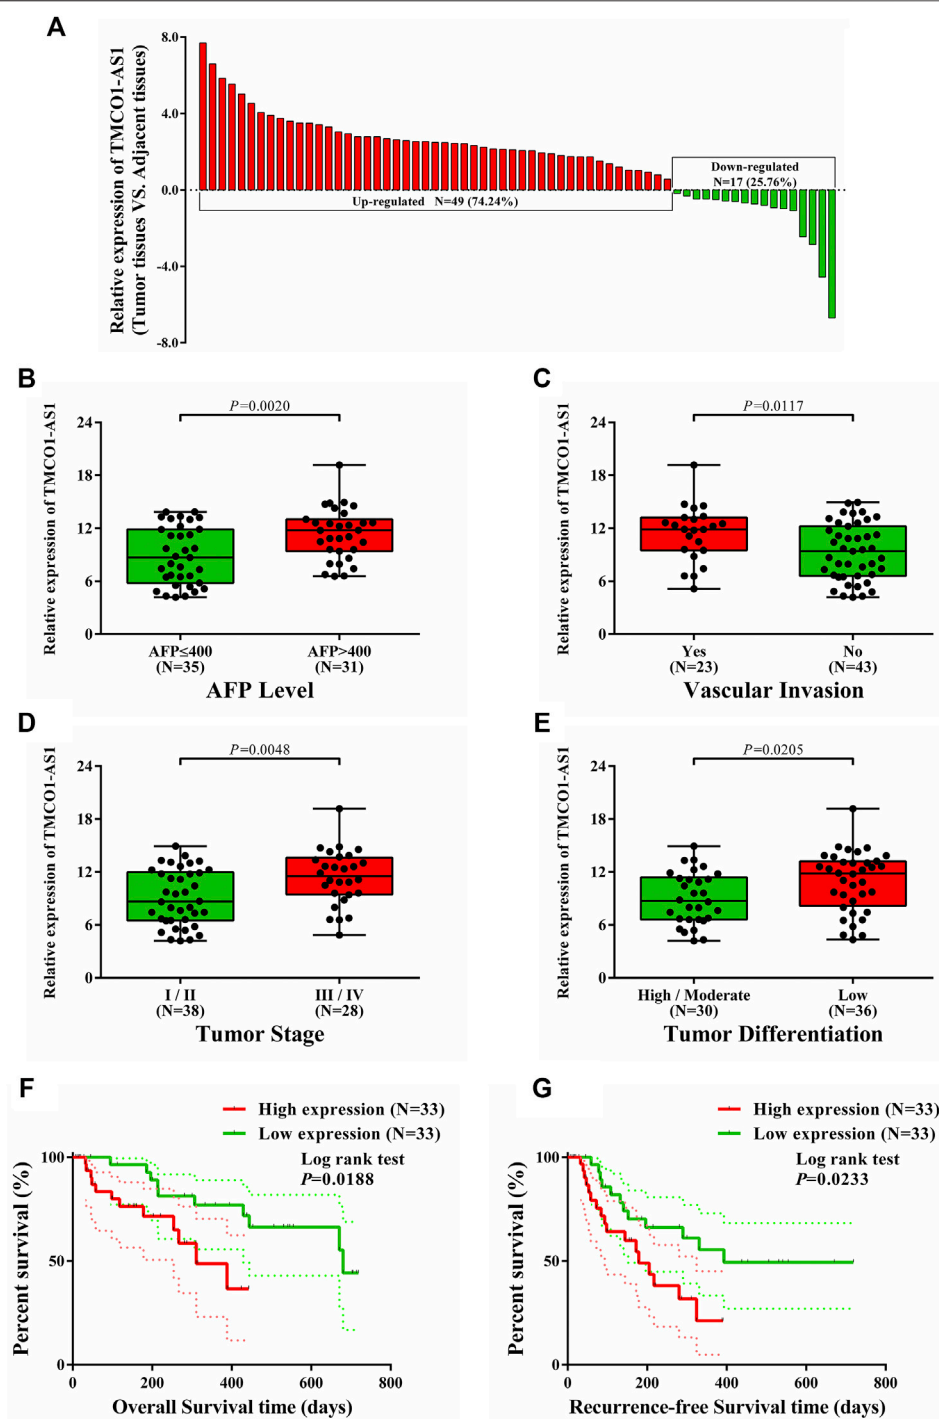 A
Relative expression of TMCO1-AS1
(Tumor tissues VS. Adjacent tissues)
8.0
4.0
0.0
-4.0
-8.0
Down-regulated
N=17 (25.76%)
Up-regulated N=49 (74.24%)
B
Relative expression of TMCO1-AS1
24
18
12
6
0
P=0.0020
AFP≤400
(N=35)
AFP>400
(N=31)
AFP Level
C
Relative expression of TMCO1-AS1
24
18
12
6
0
P=0.0117
Yes
(N=23)
No
(N=43)
Vascular Invasion
D
Relative expression of TMCO1-AS1
24
18
12
6
0
P=0.0048
I / II
(N=38)
III / IV
(N=28)
Tumor Stage
E
Relative expression of TMCO1-AS1
24
18
12
6
0
P=0.0205
High / Moderate
(N=30)
Low
(N=36)
Tumor Differentiation
F
High expression (N=33)
Low expression (N=33)
Log rank test
P=0.0188
Percent survival (%)
100
50
0
0 200 400 600 800
Overall Survival time (days)
G
High expression (N=33)
Low expression (N=33)
Log rank test
P=0.0233
Percent survival (%)
100
50
0
0 200 400 600 800
Recurrence-free Survival time (days)